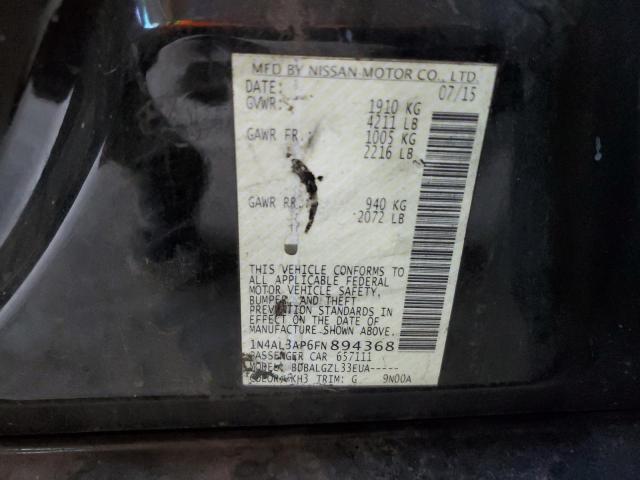 MFD BY NISSAN MOTOR CO., LTD.
DATE: 07/15
GVWR: 1910 KG
4211 LB
GAWR FR.: 1005 KG
2216 LB
GAWR RR.: 940 KG
2072 LB
THIS VEHICLE CONFORMS TO
ALL APPLICABLE FEDERAL
MOTOR VEHICLE SAFETY,
BUMPER, AND THEFT
PREVENTION STANDARDS IN
EFFECT ON THE DATE OF
MANUFACTURE SHOWN ABOVE.
1N4AL3AP6FN894368
PASSENGER CAR 657111
MODEL: BDBALGZL33EUA-----
COLOR: KH3 TRIM: G 9N00A